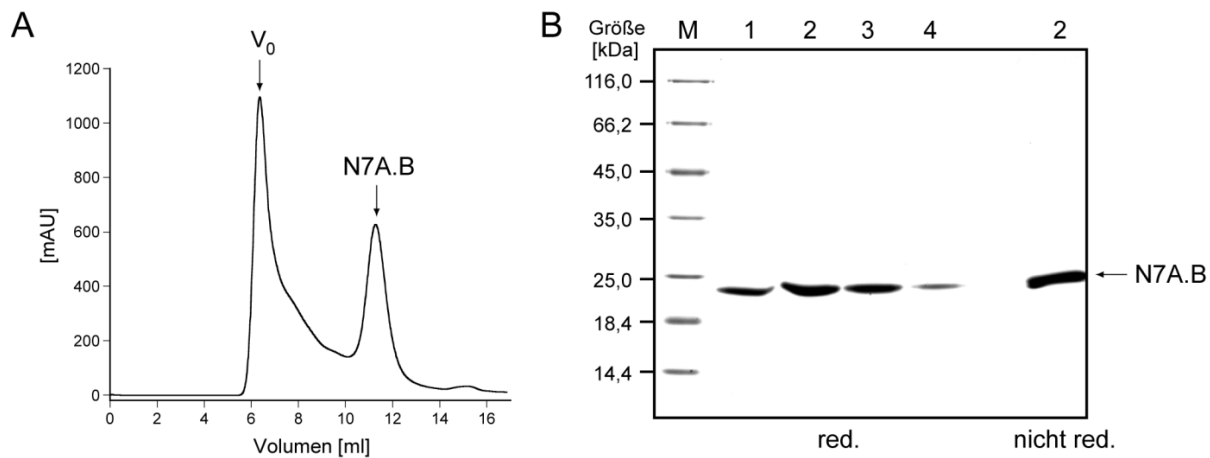 A
V0
N7A.B
1200
1000
800
600
400
200
0
[mAU]
0 2 4 6 8 10 12 14 16
Volumen [ml]
B
Größe
[kDa]
M 1 2 3 4 2
116,0
66,2
45,0
35,0
25,0
18,4
14,4
N7A.B
red. nicht red.